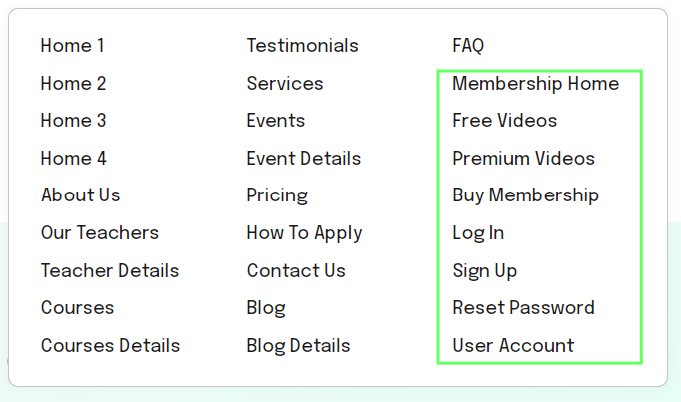 Home 1
Home 2
Home 3
Home 4
About Us
Our Teachers
Teacher Details
Courses
Courses Details
Testimonials
Services
Events
Event Details
Pricing
How To Apply
Contact Us
Blog
Blog Details
FAQ
Membership Home
Free Videos
Premium Videos
Buy Membership
Log In
Sign Up
Reset Password
User Account